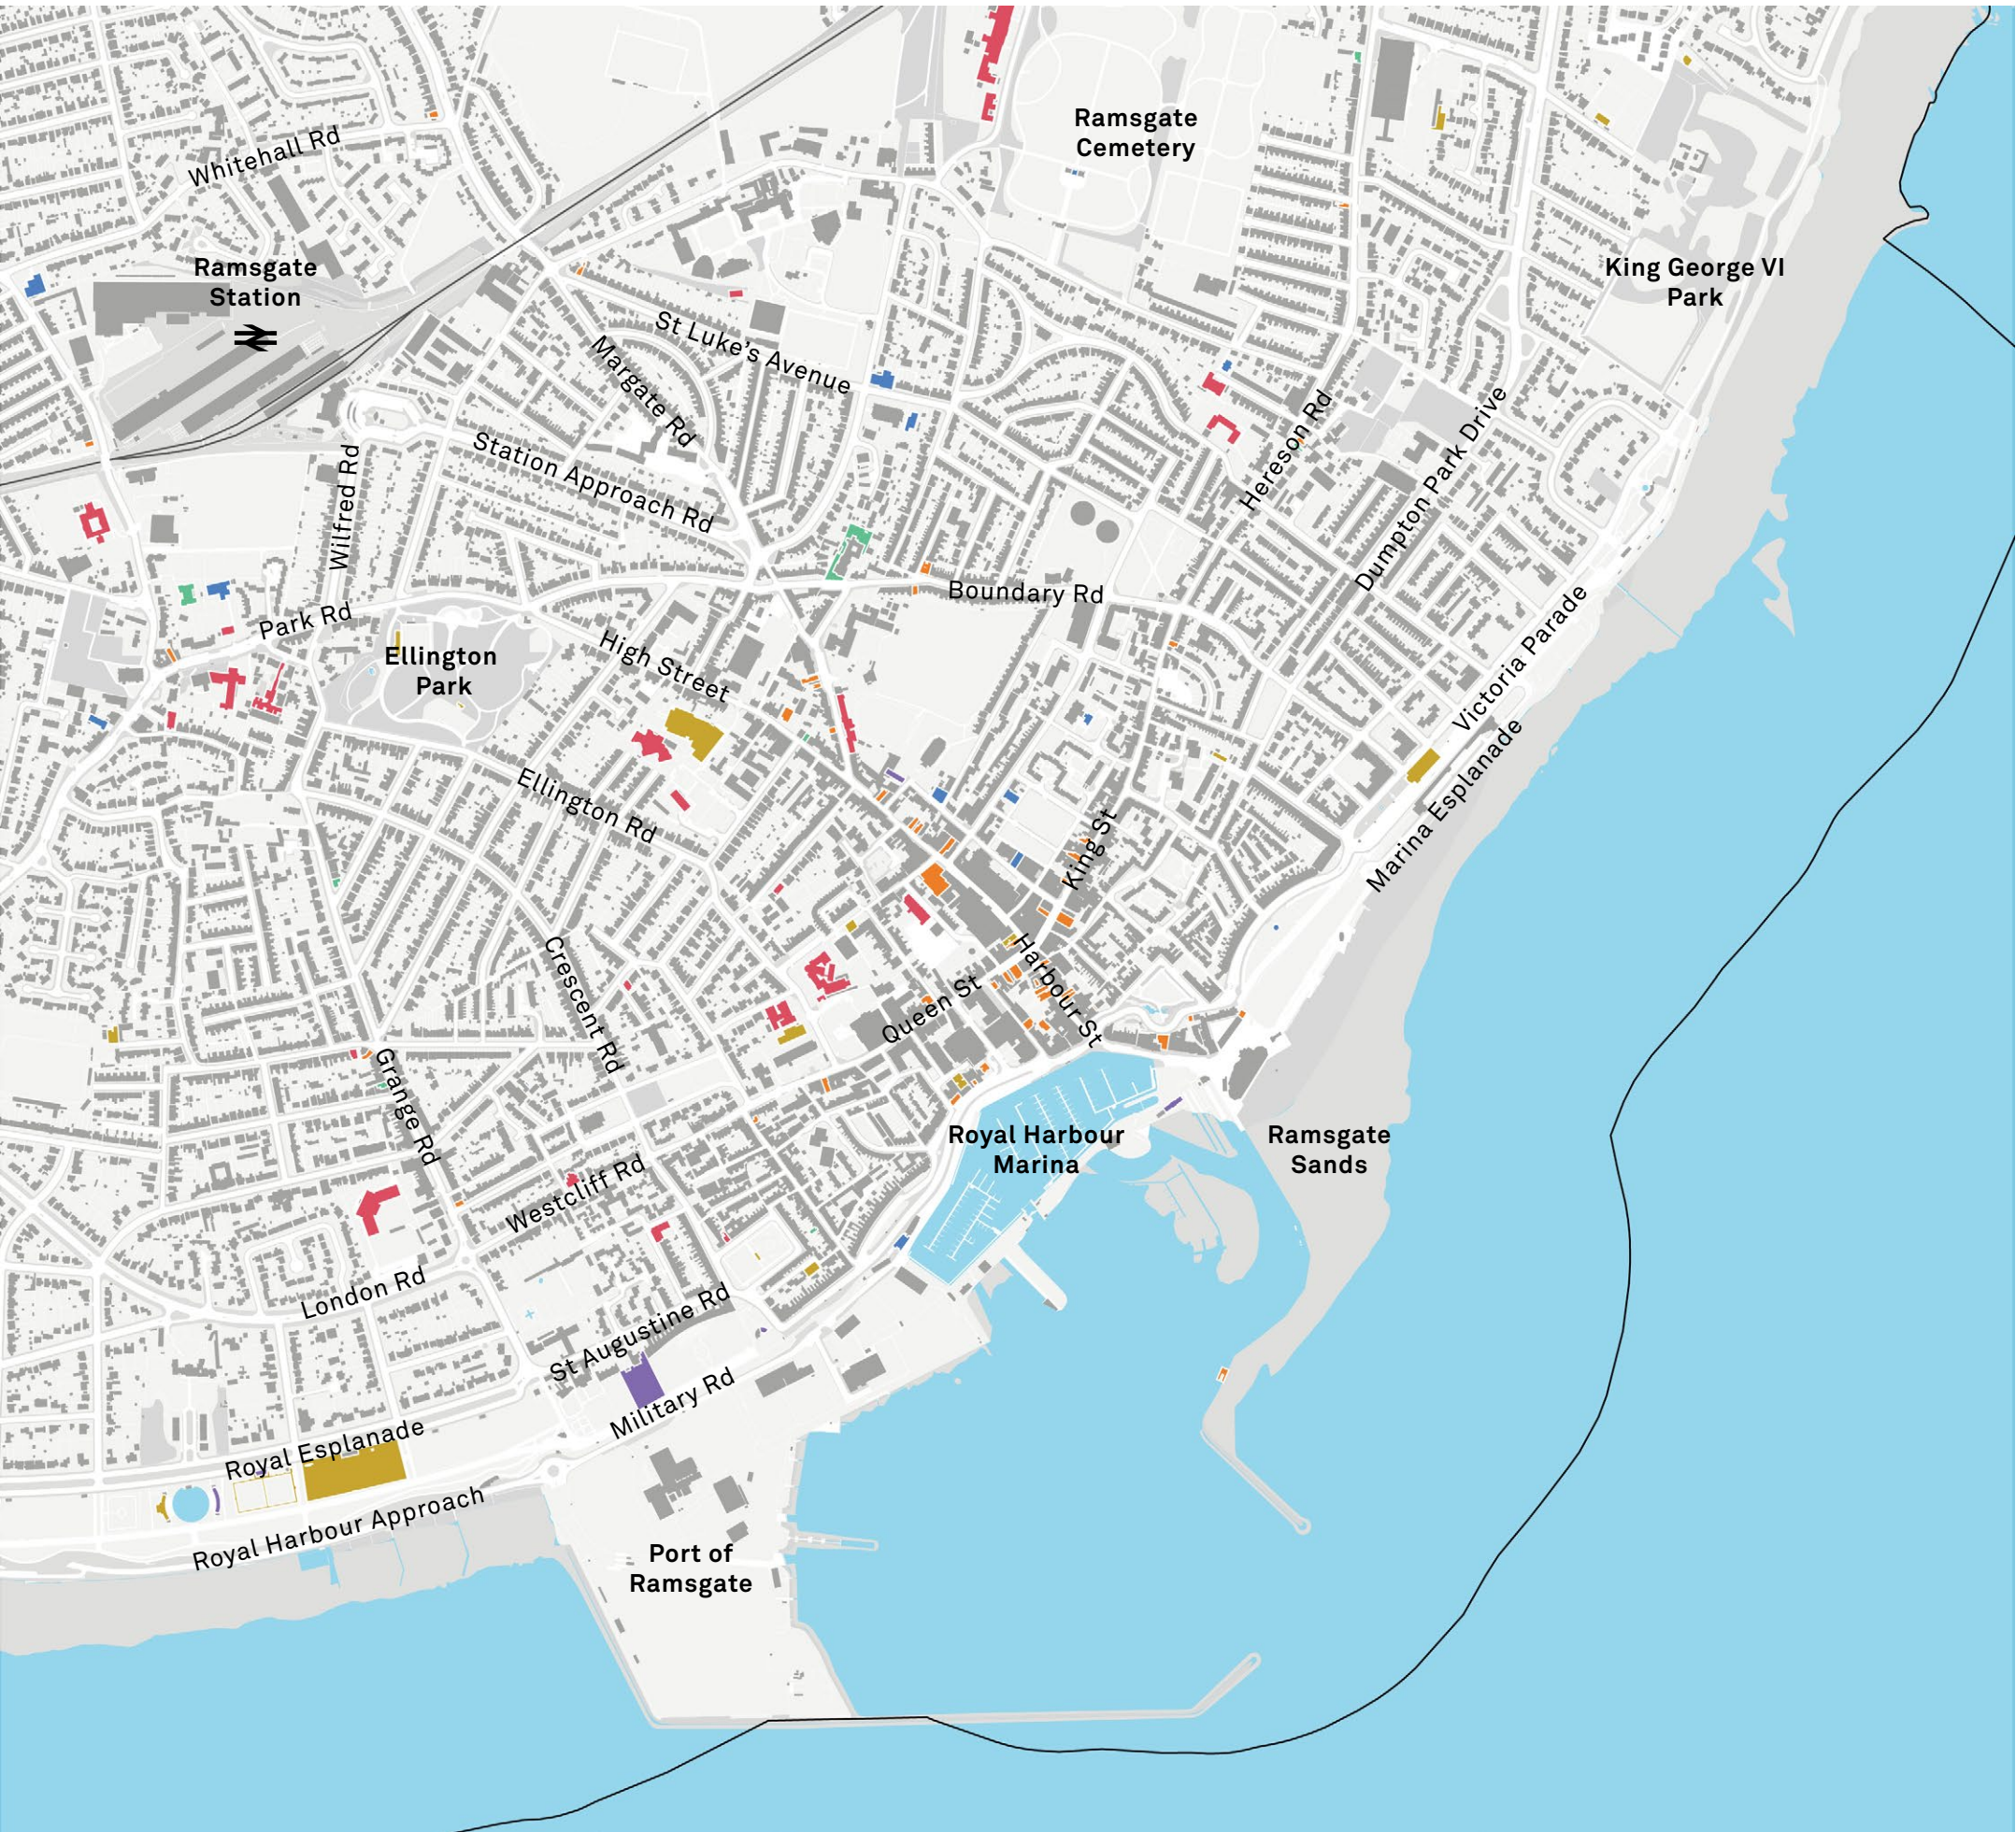 Ramsgate
Cemetery
Whitehall Rd
Ramsgate
Station
King George VI
Park
St Luke's Avenue
Margate Rd
Station Approach Rd
Hereson Rd
Dumpton Park Drive
Wilfred Rd
Boundary Rd
Park Rd
Ellington
Park
High Street
Victoria Parade
Marina Esplanade
Ellington Rd
King St
Harbour St
Crescent Rd
Queen St
Grange Rd
Royal Harbour
Marina
Ramsgate
Sands
Westcliff Rd
London Rd
St Augustine Rd
Military Rd
Royal Esplanade
Royal Harbour Approach
Port of
Ramsgate